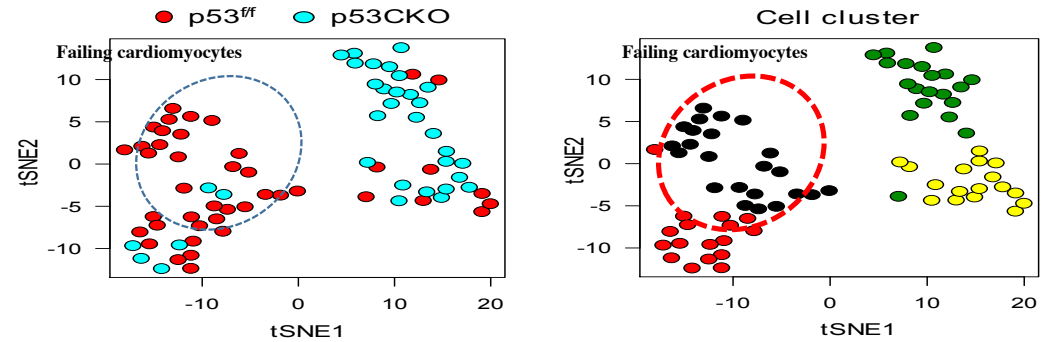 p53f/f p53CKO
Failing cardiomyocytes
10
5
0
-5
-10
tSNE2
-10 0 10 20
tSNE1
Cell cluster
Failing cardiomyocytes
10
5
0
-5
-10
tSNE2
-10 0 10 20
tSNE1